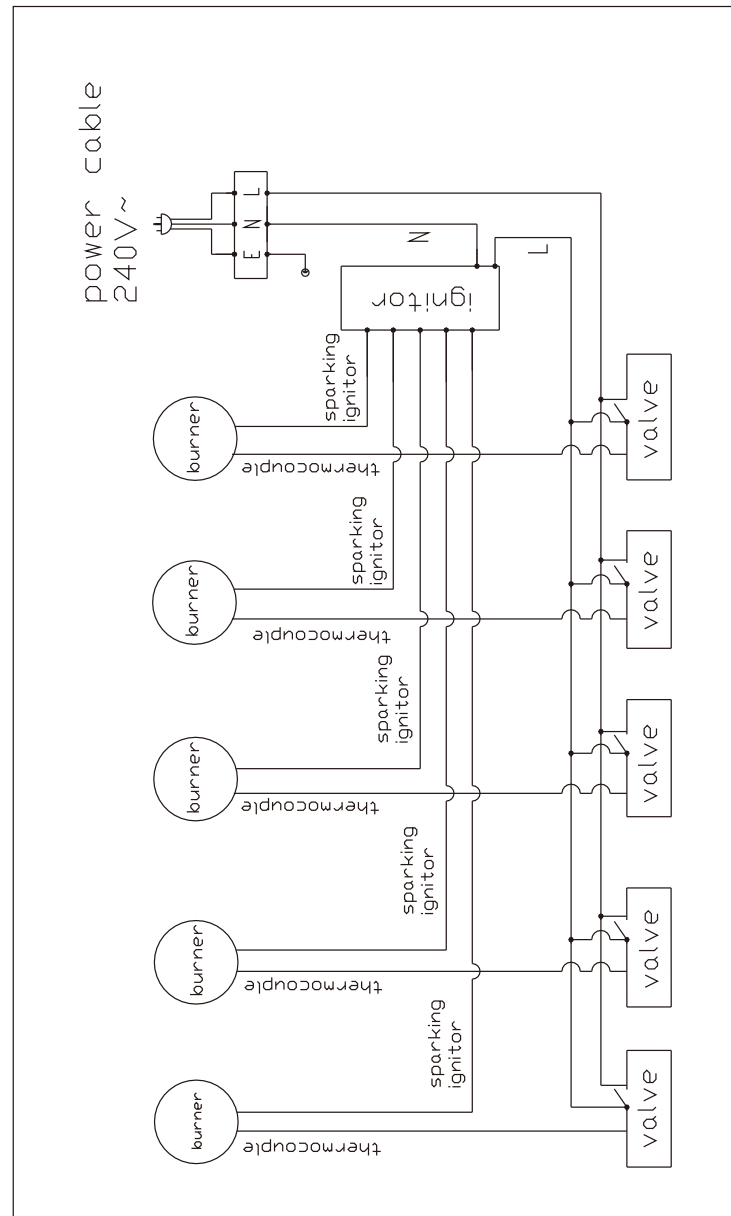 power cable
240V~
E N L
N
L
ignitor
sparking
ignitor
burner
thermocouple
valve
sparking
ignitor
burner
thermocouple
valve
sparking
ignitor
burner
thermocouple
valve
sparking
ignitor
burner
thermocouple
valve
sparking
ignitor
burner
thermocouple
valve